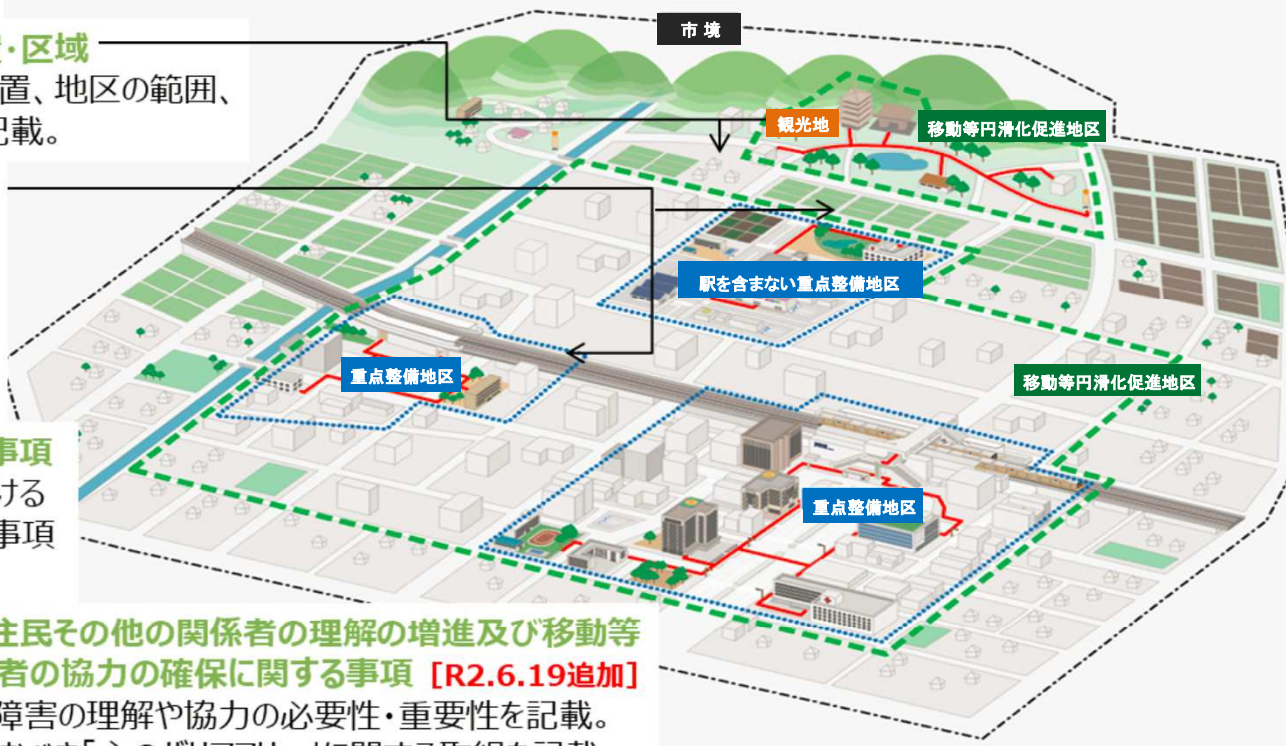 ・区域
置、地区の範囲、
記載。
市 境
観光地
移動等円滑化促進地区
駅を含まない重点整備地区
重点整備地区
移動等円滑化促進地区
重点整備地区
事項
ける
事項
住民その他の関係者の理解の増進及び移動等
者の協力の確保に関する事項 [R2.6.19追加]
障害の理解や協力の必要性・重要性を記載。